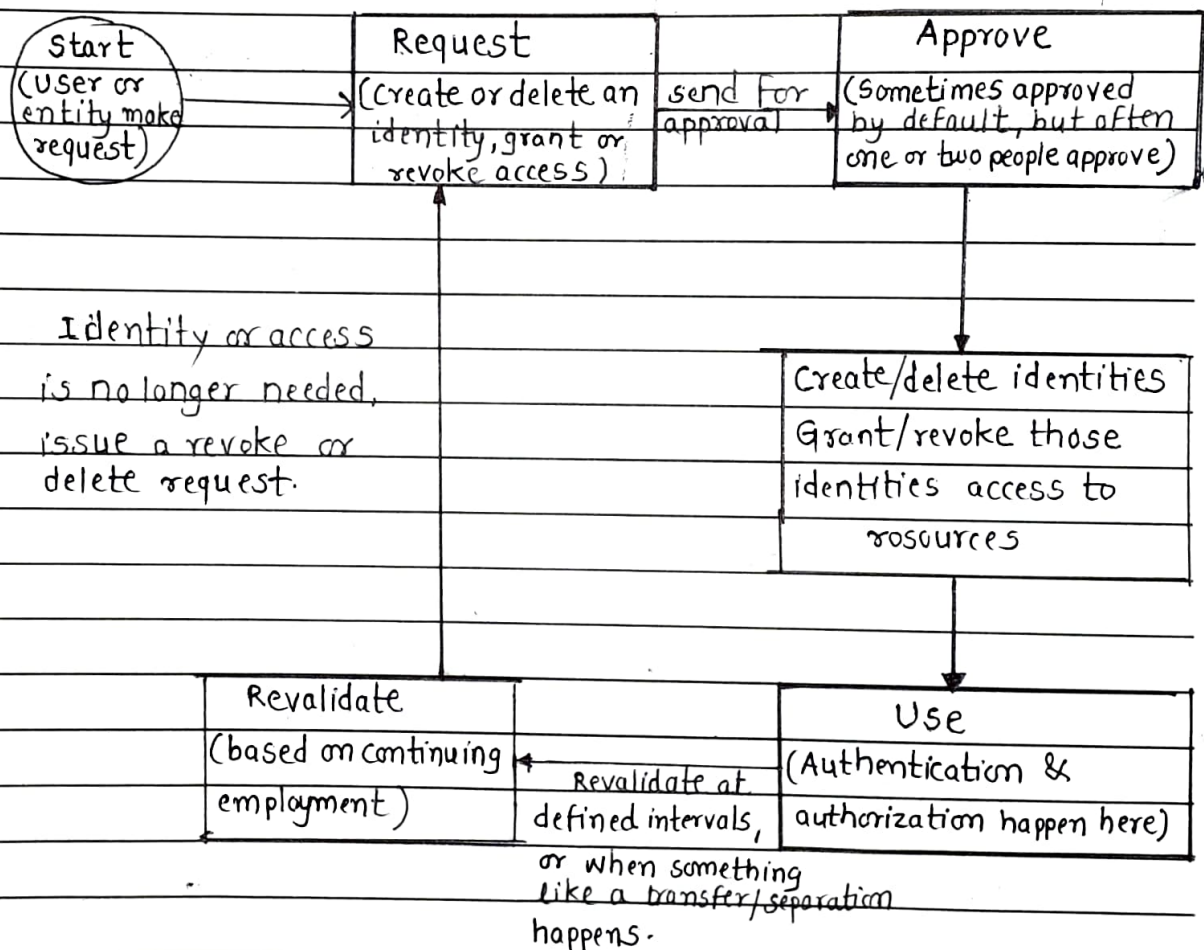 Start
(User or
entity make
request)
Request
(Create or delete an
identity, grant or
revoke access)
send for
approval
Approve
(Sometimes approved
by default, but often
one or two people approve)
Identity or access
is no longer needed,
issue a revoke or
delete request.
Create/delete identities
Grant/revoke those
identities access to
rosources
Revalidate
(based on continuing
employment)
Revalidate at
defined intervals,
or when something
like a transfer/separation
happens.
Use
(Authentication &
authorization happen here)